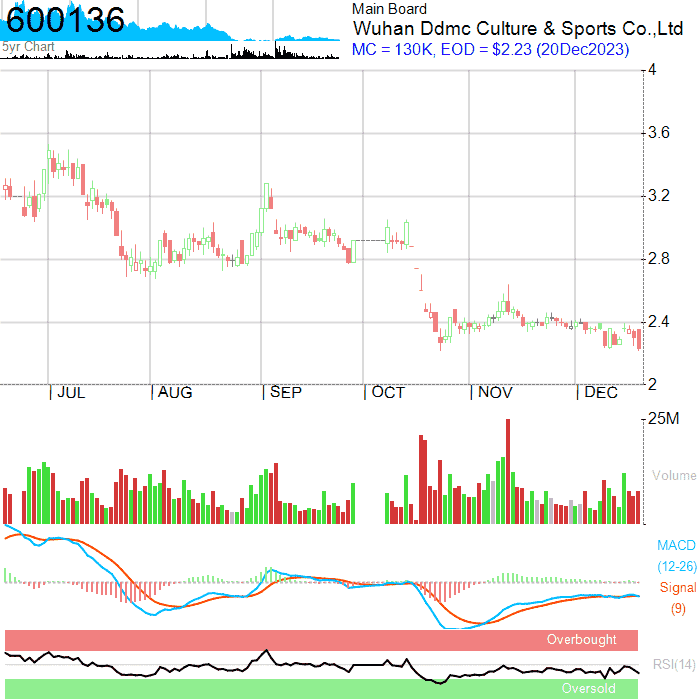 600136
5yr Chart
Main Board
Wuhan Ddmc Culture & Sports Co.,Ltd
MC = 130K, EOD = $2.23 (20Dec2023)
4
3.6
3.2
2.8
2.4
2
JUL AUG SEP OCT NOV DEC
25M
Volume
MACD
(12-26)
Signal
(9)
Overbought
RSI(14)
Oversold